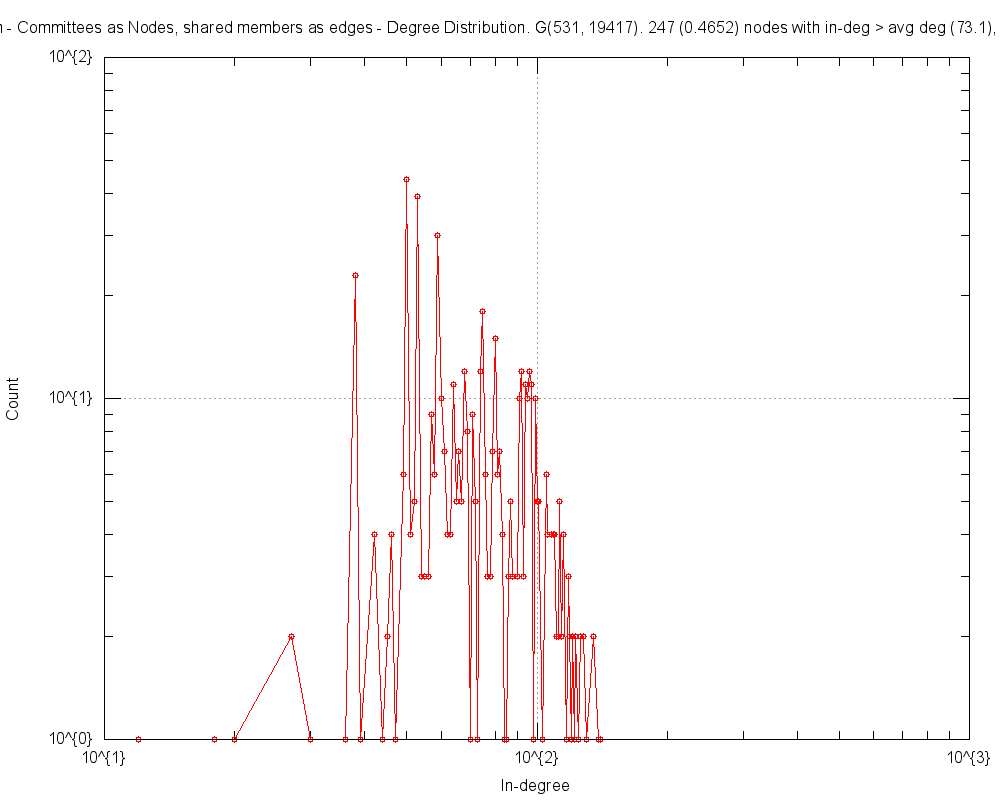 - Committees as Nodes, shared members as edges - Degree Distribution. G(531, 19417). 247 (0.4652) nodes with in-deg > avg deg (73.1),
10^{2}
10^{1}
10^{0}
Count
10^{1} 10^{2} 10^{3}
In-degree